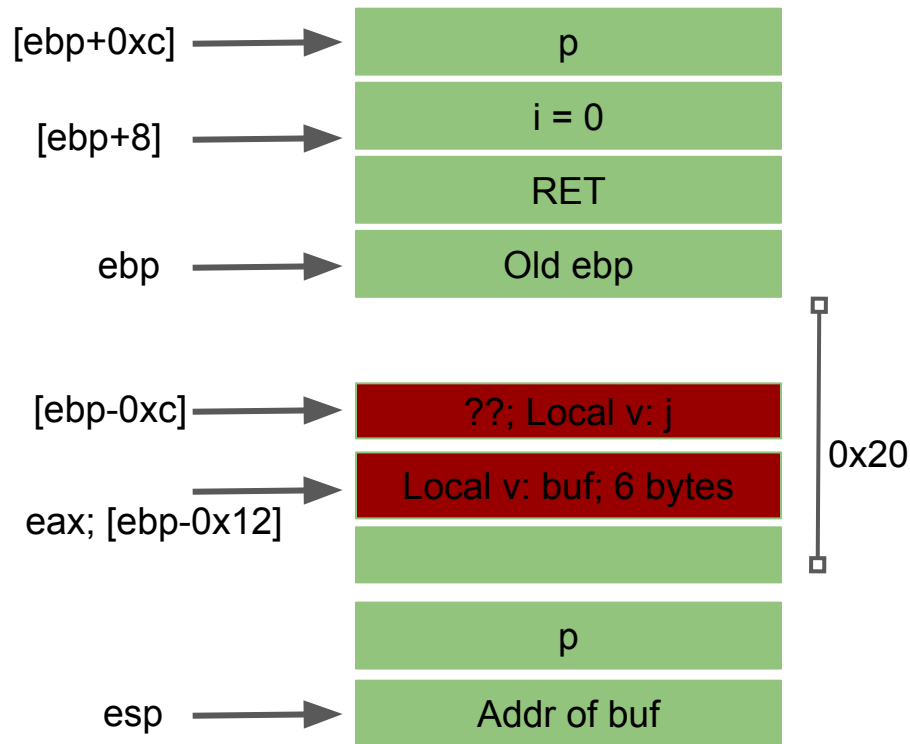 [ebp+0xc]
p
[ebp+8]
i = 0
RET
ebp
Old ebp
[ebp-0xc]
??; Local v: j
0x20
Local v: buf; 6 bytes
eax; [ebp-0x12]
p
esp
Addr of buf